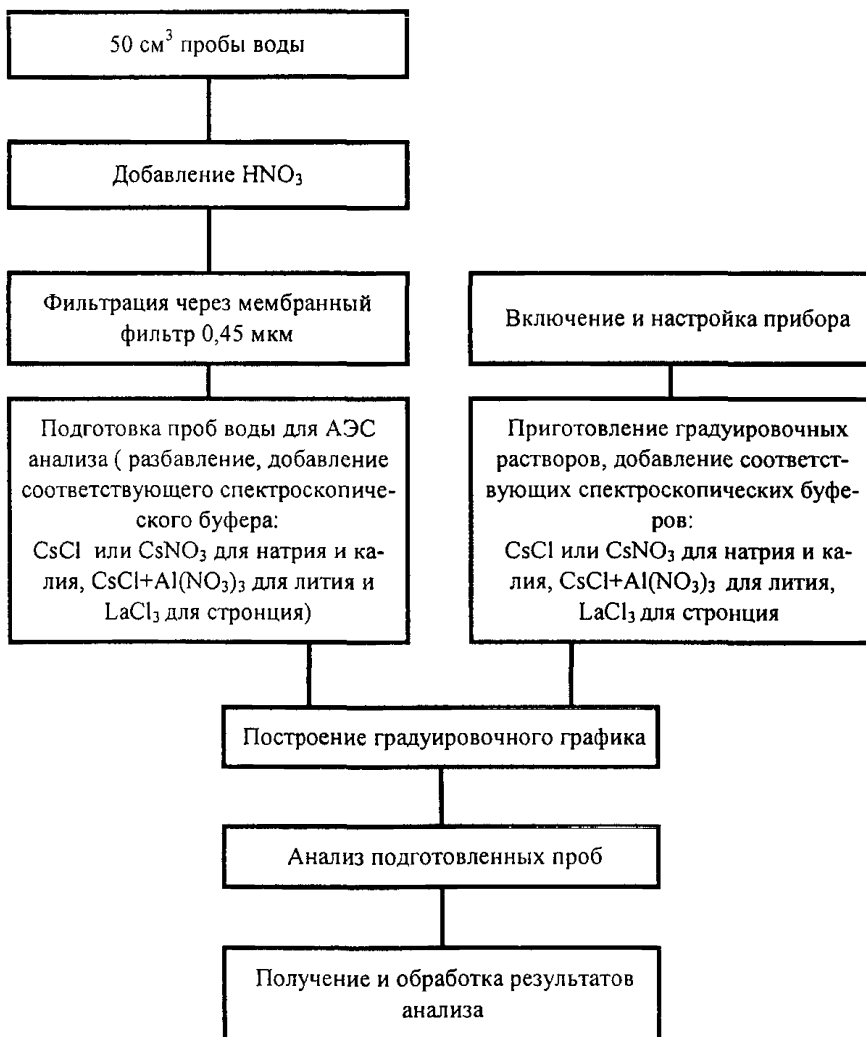 50 см³ пробы воды
Добавление HNO₃
Фильтрация через мембранный
фильтр 0,45 мкм
Включение и настройка прибора
Подготовка проб воды для АЭС
анализа ( разбавление, добавление
соответствующего спектроскопиче-
ского буфера:
CsCl или CsNO₃ для натрия и ка-
лия, CsCl+Al(NO₃)₃ для лития и
LaCl₃ для стронция)
Приготовление градуировочных
растворов, добавление соответст-
вующих спектроскопических буфе-
ров:
CsCl или CsNO₃ для натрия и ка-
лия, CsCl+Al(NO₃)₃ для лития,
LaCl₃ для стронция
Построение градуировочного графика
Анализ подготовленных проб
Получение и обработка результатов
анализа